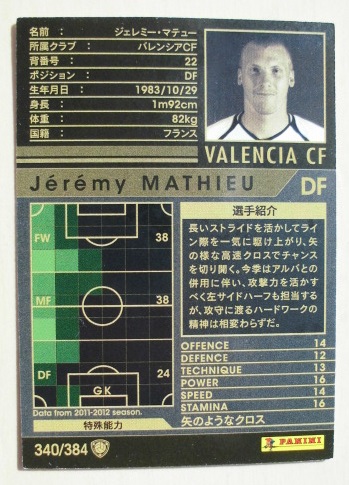 名前 : ジェレミー・マテュー
所属クラブ : バレンシアCF
背番号 : 22
ポジション : DF
生年月日 : 1983/10/29
身長 : 1m92cm
体重 : 82kg
国籍 : フランス
VALENCIA CF
Jérémy MATHIEU DF
FW 38
MF 38
DF 24
GK
Data from 2011-2012 season.
特殊能力
選手紹介
長いストライドを活かしてライ
ン際を一気に駆け上がり、矢
の様な高速クロスでチャンス
を切り開く。今季はアルバとの
併用に伴い、攻撃力を活かす
べく左サイドハーフも担当する
が、攻守に渡るハードワークの
精神は相変わらずだ。
OFFENCE 14
DEFENCE 12
TECHNIQUE 13
POWER 16
SPEED 14
STAMINA 16
矢のようなクロス
340/384
PANINI